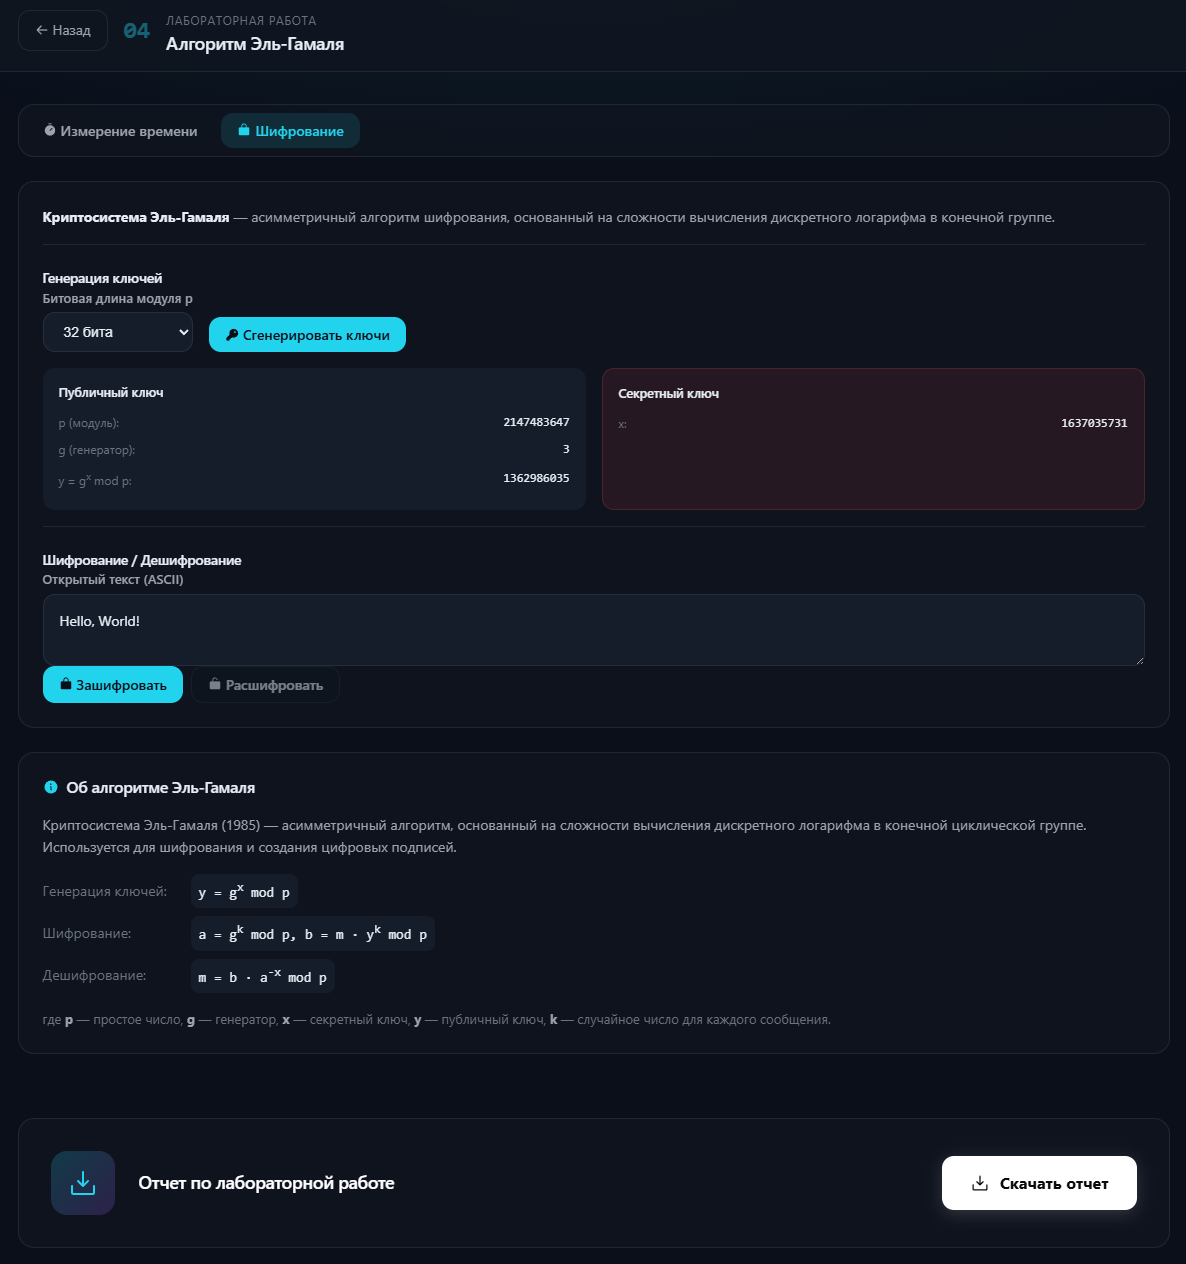 ← Назад
04
ЛАБОРАТОРНАЯ РАБОТА
Алгоритм Эль-Гамаля
Измерение времени
Шифрование
Криптосистема Эль-Гамаля — асимметричный алгоритм шифрования, основанный на сложности вычисления дискретного логарифма в конечной группе.
Генерация ключей
Битовая длина модуля p
32 бита
Сгенерировать ключи
Публичный ключ
p (модуль): 2147483647
g (генератор): 3
y = g^x mod p: 1362986035
Секретный ключ
x: 1637035731
Шифрование / Дешифрование
Открытый текст (ASCII)
Hello, World!
Зашифровать
Расшифровать
Об алгоритме Эль-Гамаля
Криптосистема Эль-Гамаля (1985) — асимметричный алгоритм, основанный на сложности вычисления дискретного логарифма в конечной циклической группе.
Используется для шифрования и создания цифровых подписей.
Генерация ключей: y = g^x mod p
Шифрование: a = g^k mod p, b = m · y^k mod p
Дешифрование: m = b · a^-x mod p
где p — простое число, g — генератор, x — секретный ключ, y — публичный ключ, k — случайное число для каждого сообщения.
Отчет по лабораторной работе
Скачать отчет